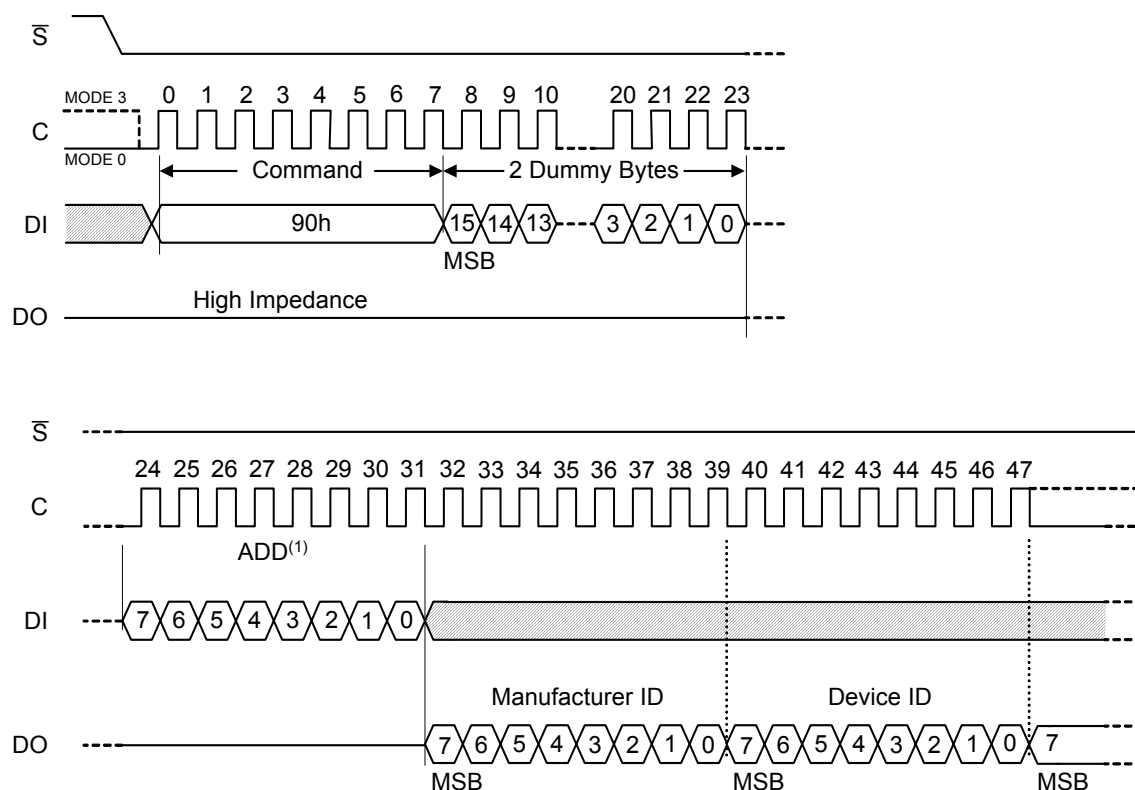 S
MODE 3
0 1 2 3 4 5 6 7 8 9 10 20 21 22 23
C
MODE 0
Command
2 Dummy Bytes
DI
90h
15 14 13 3 2 1 0
MSB
High Impedance
DO
S
24 25 26 27 28 29 30 31 32 33 34 35 36 37 38 39 40 41 42 43 44 45 46 47
C
ADD(1)
DI
7 6 5 4 3 2 1 0
Manufacturer ID
Device ID
DO
7 6 5 4 3 2 1 0 7 6 5 4 3 2 1 0 7
MSB MSB MSB